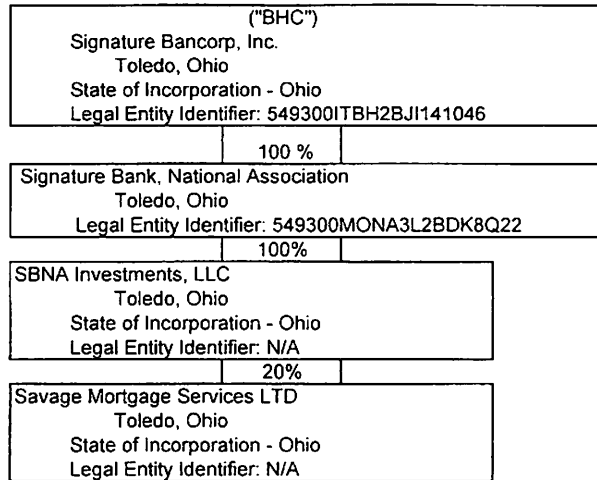 ("BHC")
Signature Bancorp, Inc.
Toledo, Ohio
State of Incorporation - Ohio
Legal Entity Identifier: 549300ITBH2BJI141046
100 %
Signature Bank, National Association
Toledo, Ohio
Legal Entity Identifier: 549300MONA3L2BDK8Q22
100%
SBNA Investments, LLC
Toledo, Ohio
State of Incorporation - Ohio
Legal Entity Identifier: N/A
20%
Savage Mortgage Services LTD
Toledo, Ohio
State of Incorporation - Ohio
Legal Entity Identifier: N/A